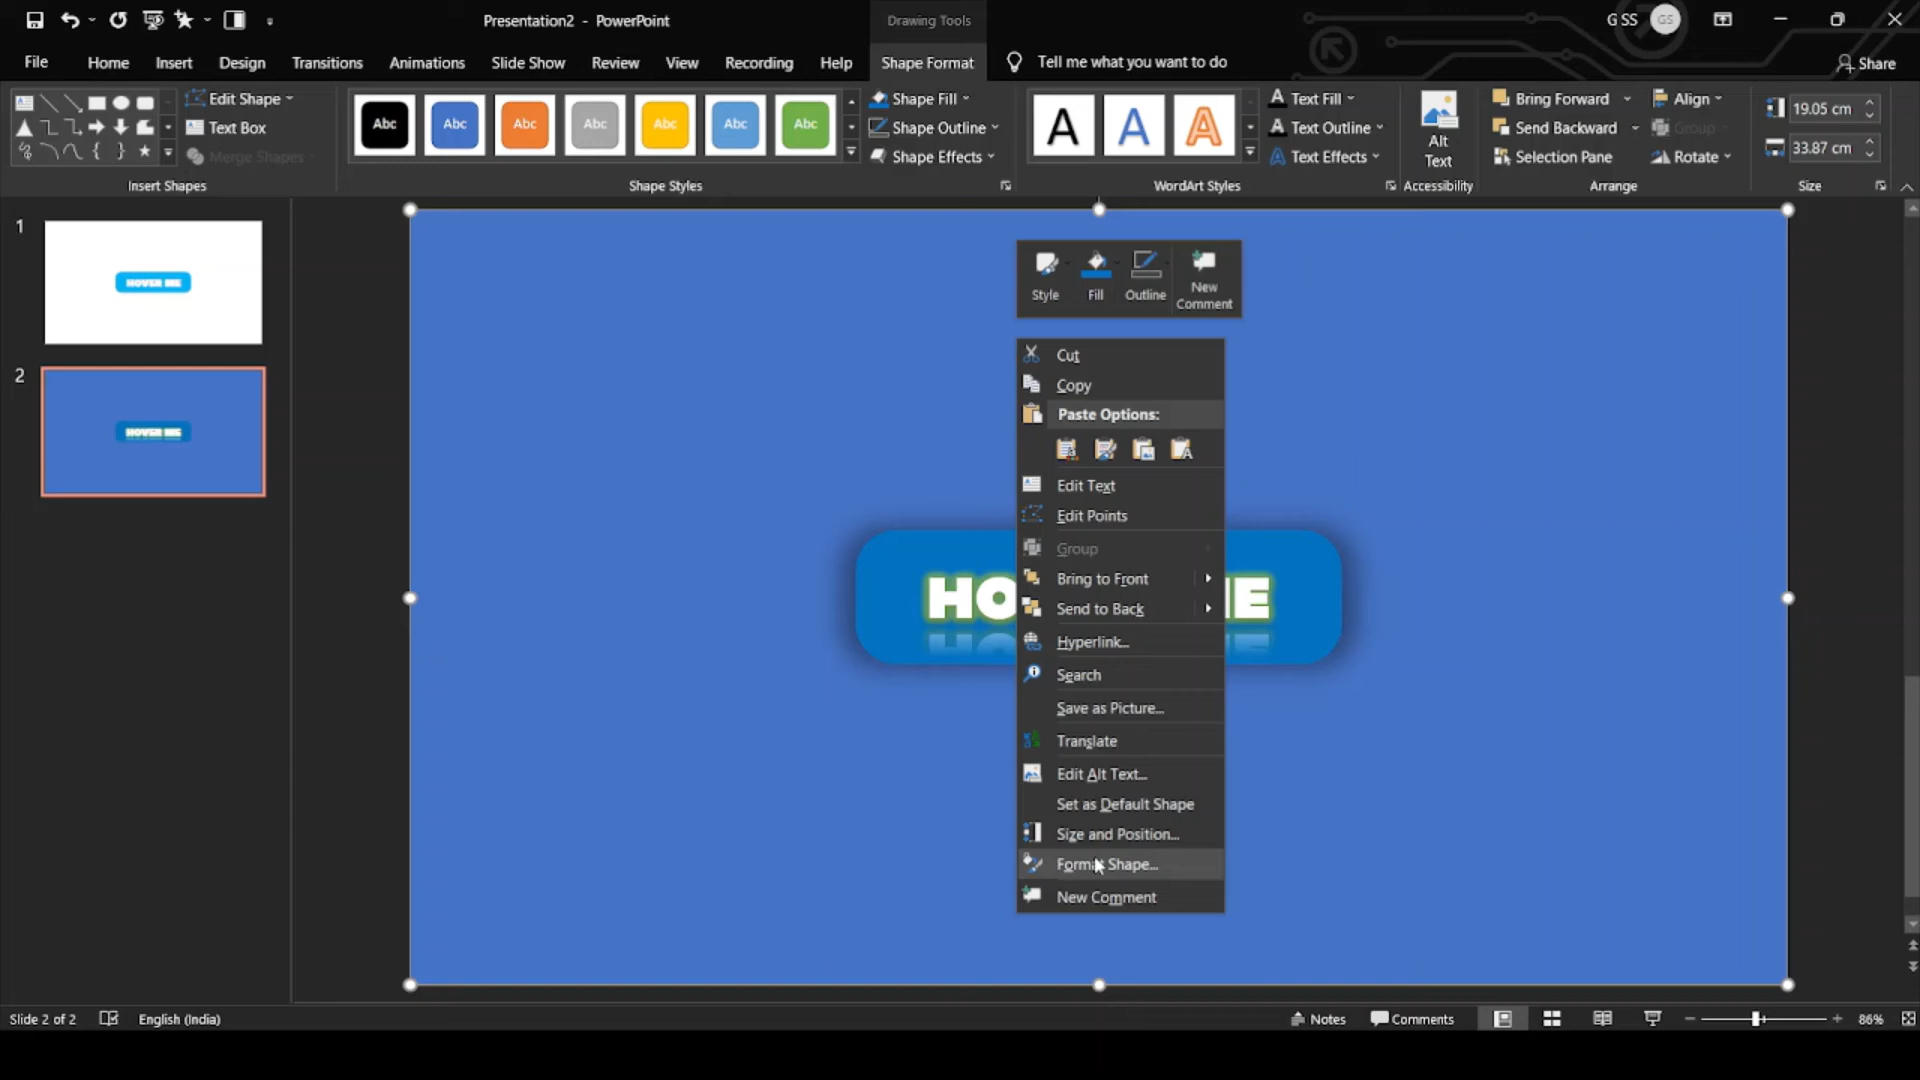 Presentation2 - PowerPoint
Drawing Tools
G SS
GS
File
Home
Insert
Design
Transitions
Animations
Slide Show
Review
View
Recording
Help
Shape Format
Tell me what you want to do
Share
Edit Shape
Text Box
Merge Shapes
Insert Shapes
Abc
Abc
Abc
Abc
Abc
Abc
Abc
Shape Fill
Shape Outline
Shape Effects
Shape Styles
A
A
A
Text Fill
Text Outline
Text Effects
WordArt Styles
Alt
Text
Accessibility
Bring Forward
Send Backward
Selection Pane
Align
Group
Rotate
Arrange
19.05 cm
33.87 cm
Size
1
HOVER ME
2
HOVER ME
Style
Fill
Outline
New
Comment
Cut
Copy
Paste Options:
Edit Text
Edit Points
Group
Bring to Front
Send to Back
Hyperlink...
Search
Save as Picture...
Translate
Edit Alt Text...
Set as Default Shape
Size and Position...
Format Shape...
New Comment
HO
E
Slide 2 of 2
English (India)
Notes
Comments
86%